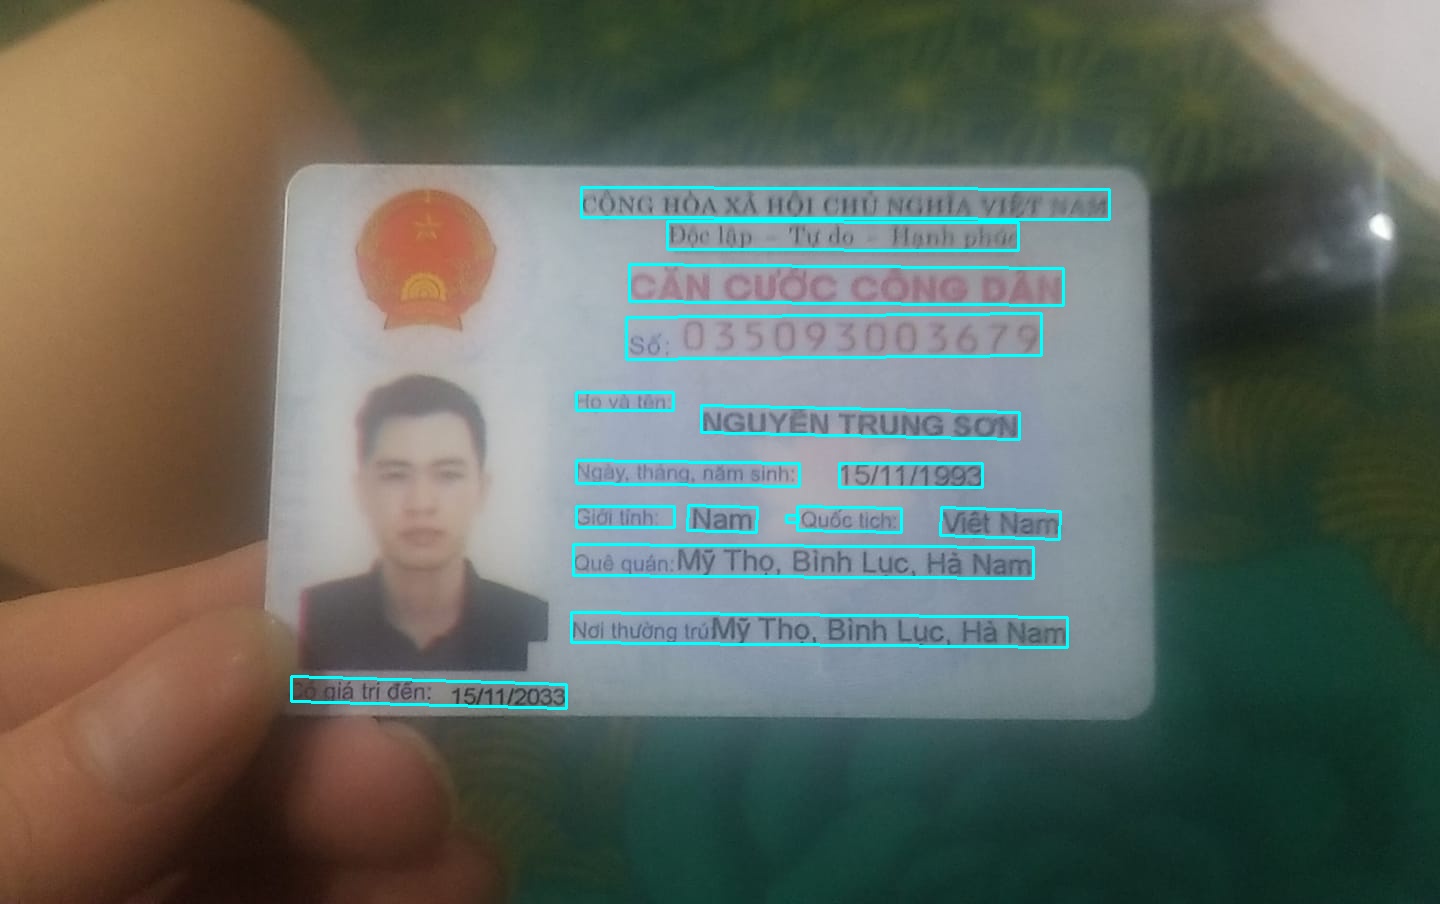 CỘNG HÒA XÃ HỘI CHỦ NGHĨA VIỆT NAM
Độc lập - Tự do - Hạnh phúc
CĂN CƯỚC CÔNG DÂN
Số: 035093003679
Họ và tên: NGUYỄN TRUNG SƠN
Ngày, tháng, năm sinh: 15/11/1993
Giới tính: Nam Quốc tịch: Việt Nam
Quê quán: Mỹ Thọ, Bình Lục, Hà Nam
Nơi thường trú: Mỹ Thọ, Bình Lục, Hà Nam
Có giá trị đến: 15/11/2033